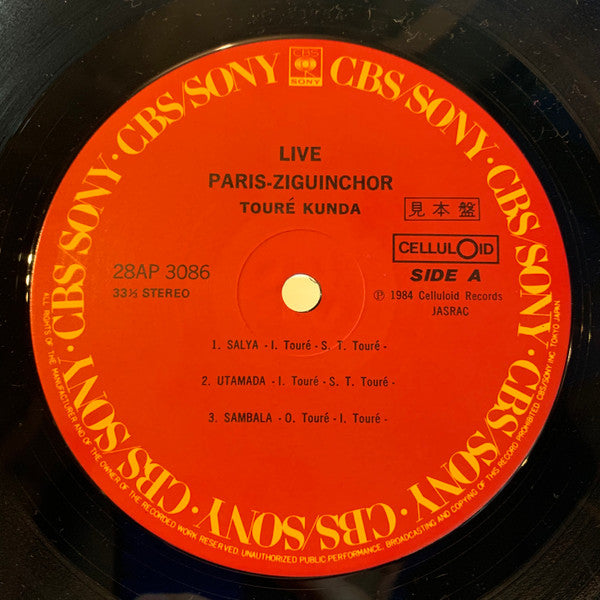 CBS/SONY · CBS/SONY · CBS/SONY · CBS/SONY · CBS/SONY · CBS/SONY · CBS/SONY · CBS/SONY
CBS
SONY
LIVE
PARIS-ZIGUINCHOR
TOURÉ KUNDA
見本盤
CELLULOID
28AP 3086
SIDE A
33⅓ STEREO
Ⓟ 1984 Celluloid Records
JASRAC
1. SALYA - I. Touré - S. T. Touré -
2. UTAMADA - I. Touré - S. T. Touré -
3. SAMBALA - O. Touré - I. Touré -
ALL RIGHTS OF THE MANUFACTURER AND OF THE OWNER OF THE RECORDED WORK RESERVED. UNAUTHORIZED PUBLIC PERFORMANCE, BROADCASTING AND COPYING OF THIS RECORD PROHIBITED. CBS/SONY INC. TOKYO JAPAN